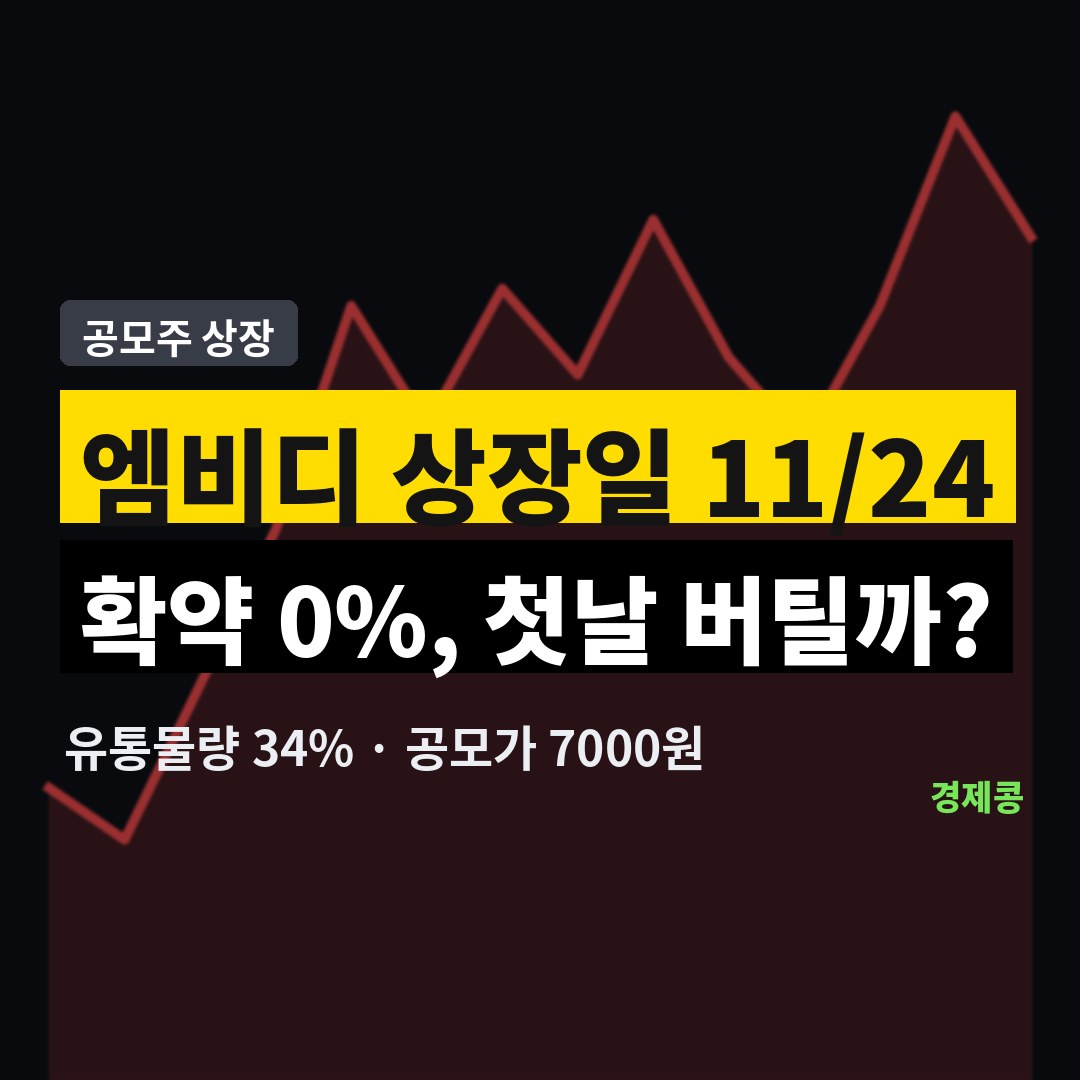 공모주 상장
엠비디 상장일 11/24
확약 0%, 첫날 버틸까?
유통물량 34% · 공모가 7000원
경제콩